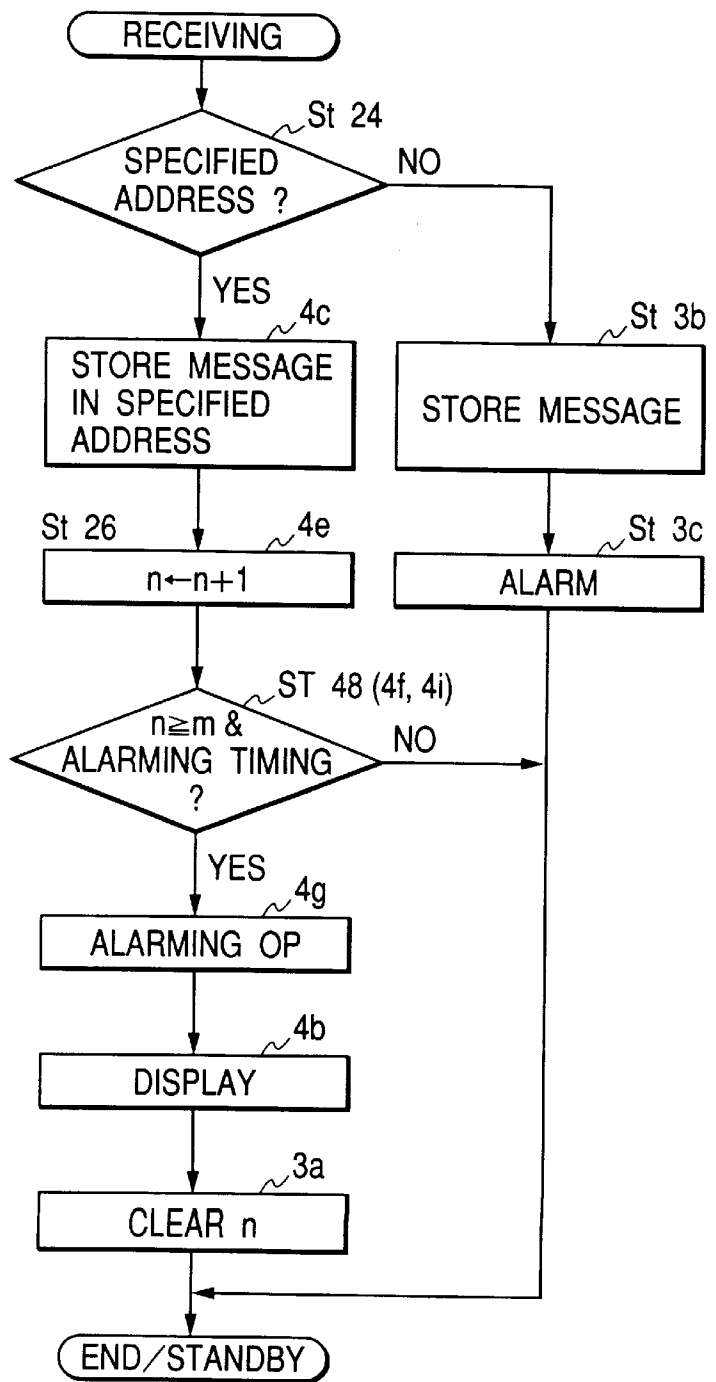 RECEIVING
St 24
SPECIFIED
ADDRESS ?
NO
YES
4c
STORE MESSAGE
IN SPECIFIED
ADDRESS
St 3b
STORE MESSAGE
St 26
4e
n←n+1
St 3c
ALARM
ST 48 (4f, 4i)
n≧m &
ALARMING TIMING
?
NO
YES
4g
ALARMING OP
4b
DISPLAY
3a
CLEAR n
END/STANDBY